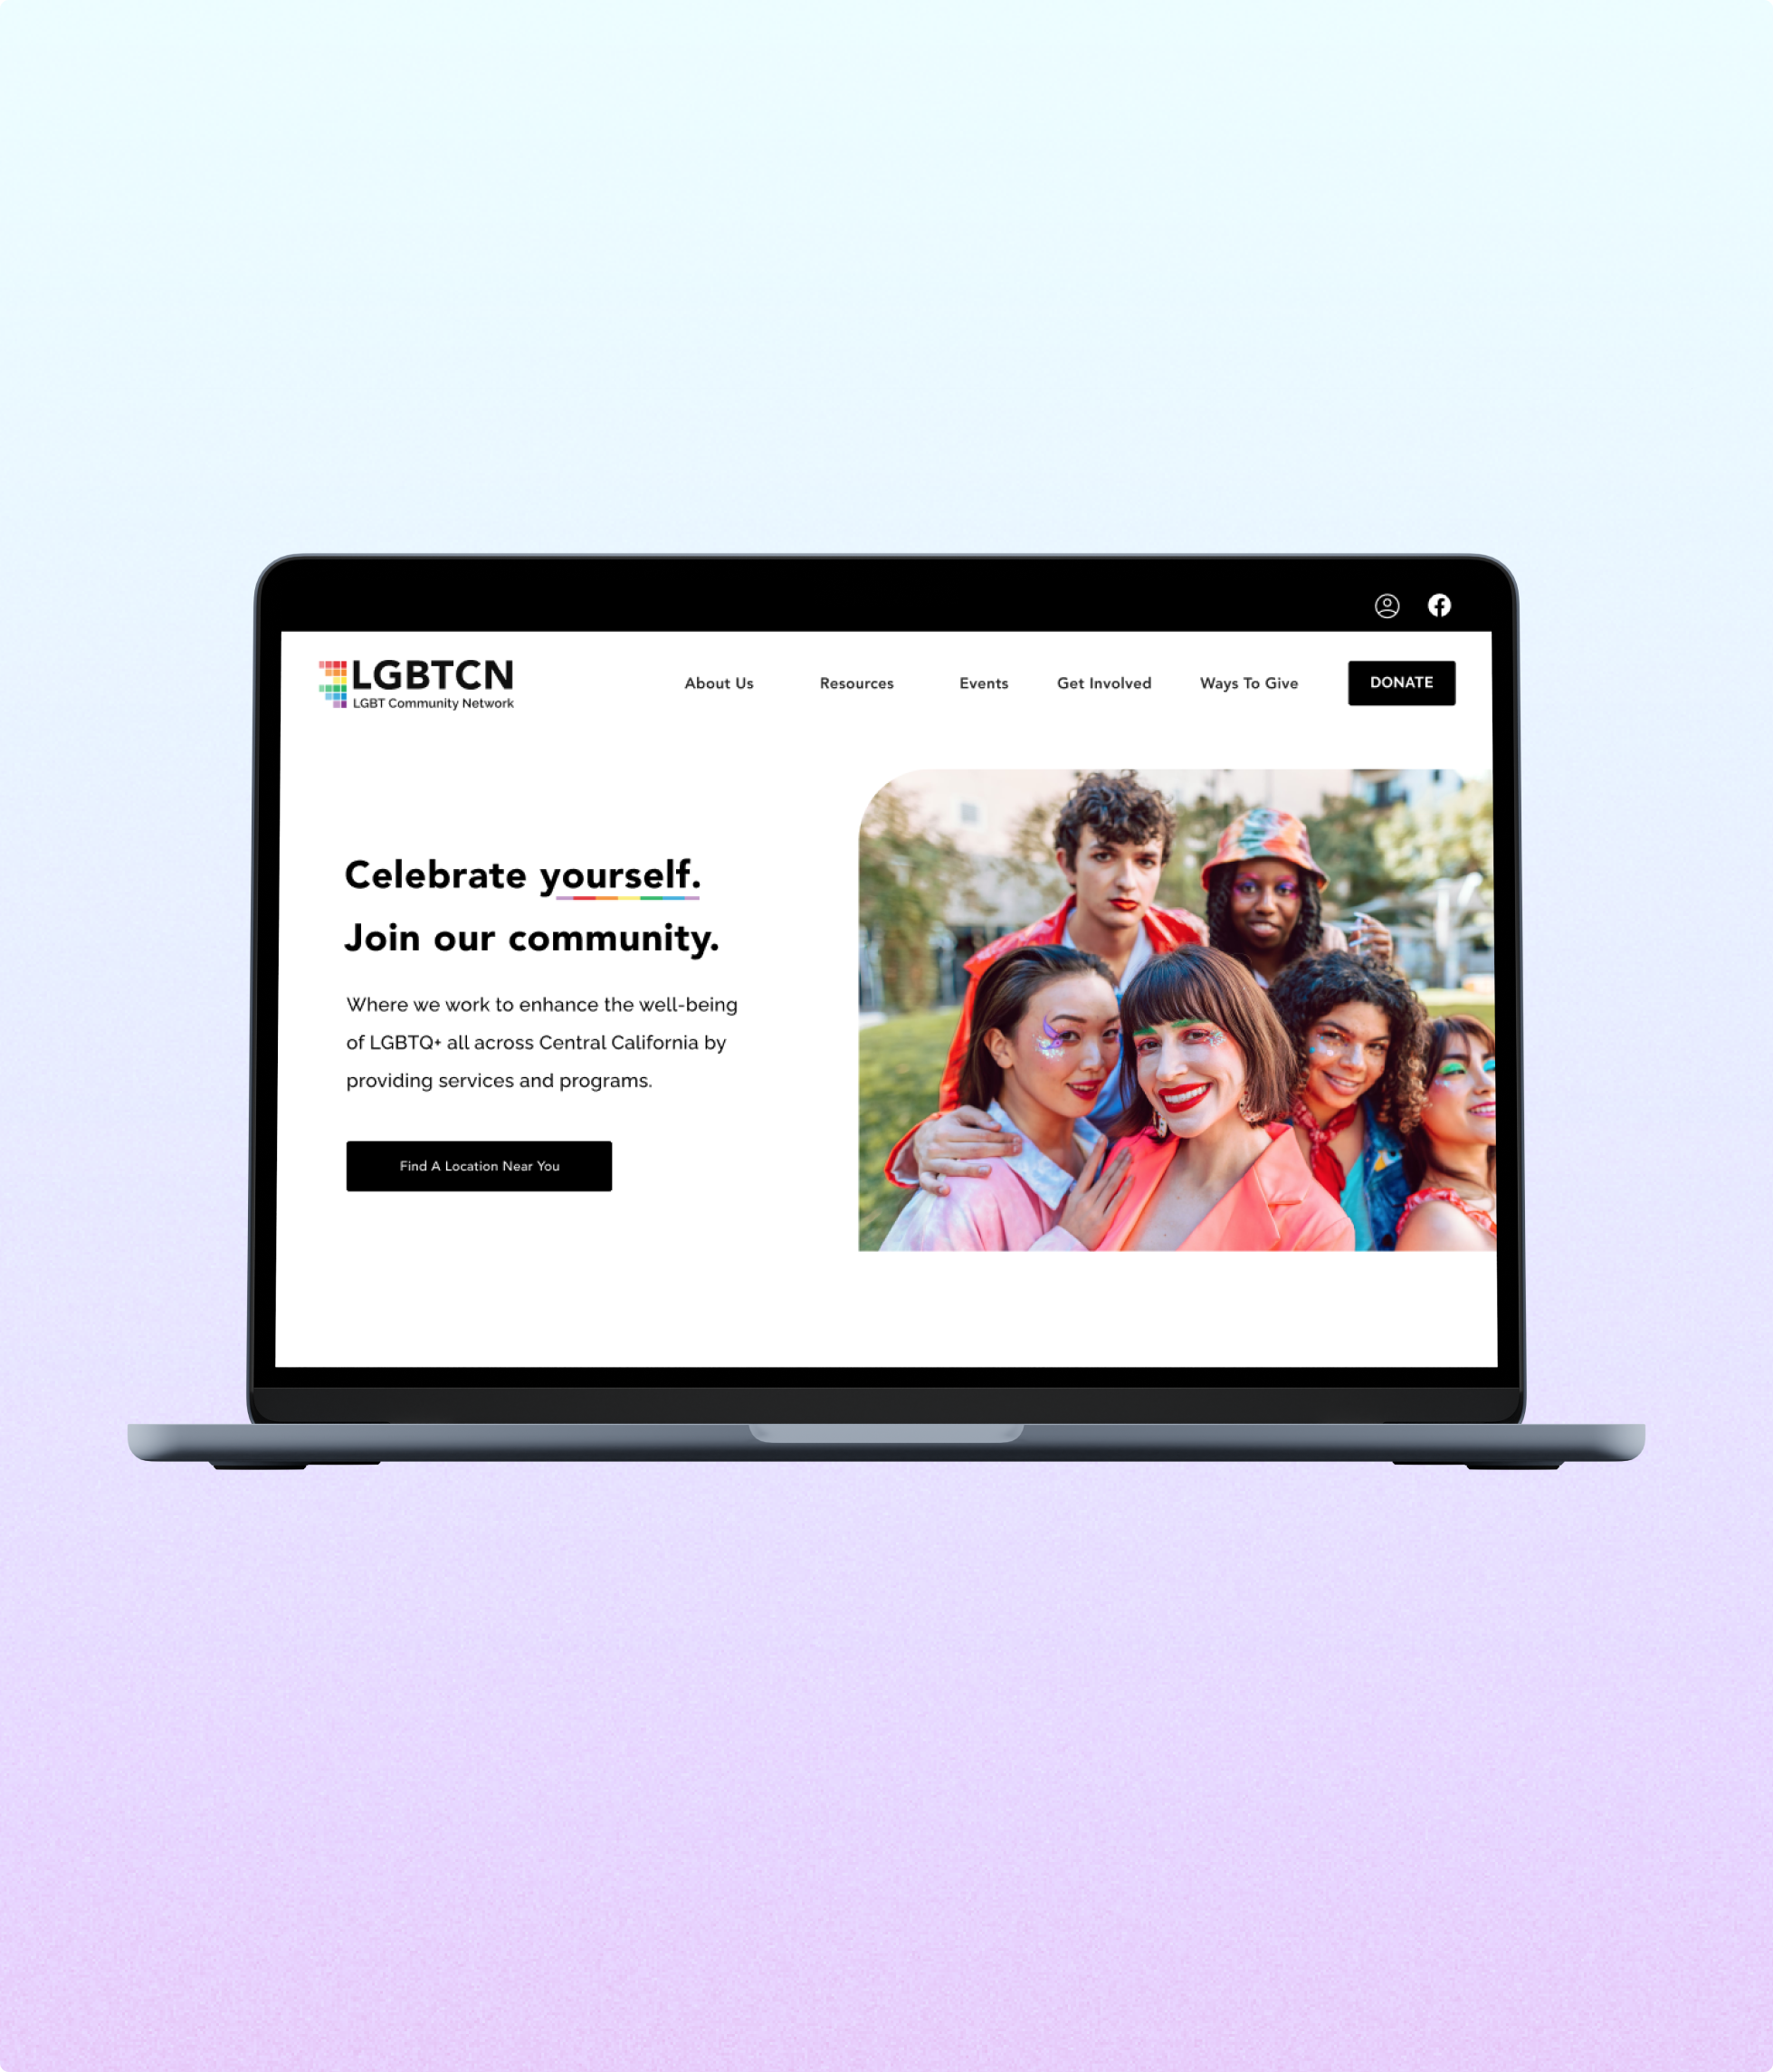 LGBTCN
LGBT Community Network
About Us
Resources
Events
Get Involved
Ways To Give
DONATE
Celebrate yourself.
Join our community.
Where we work to enhance the well-being
of LGBTQ+ all across Central California by
providing services and programs.
Find A Location Near You